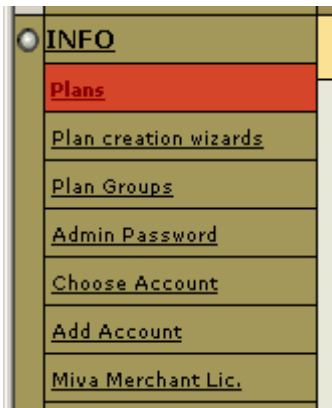 INFO
Plans
Plan creation wizards
Plan Groups
Admin Password
Choose Account
Add Account
Miva Merchant Lic.